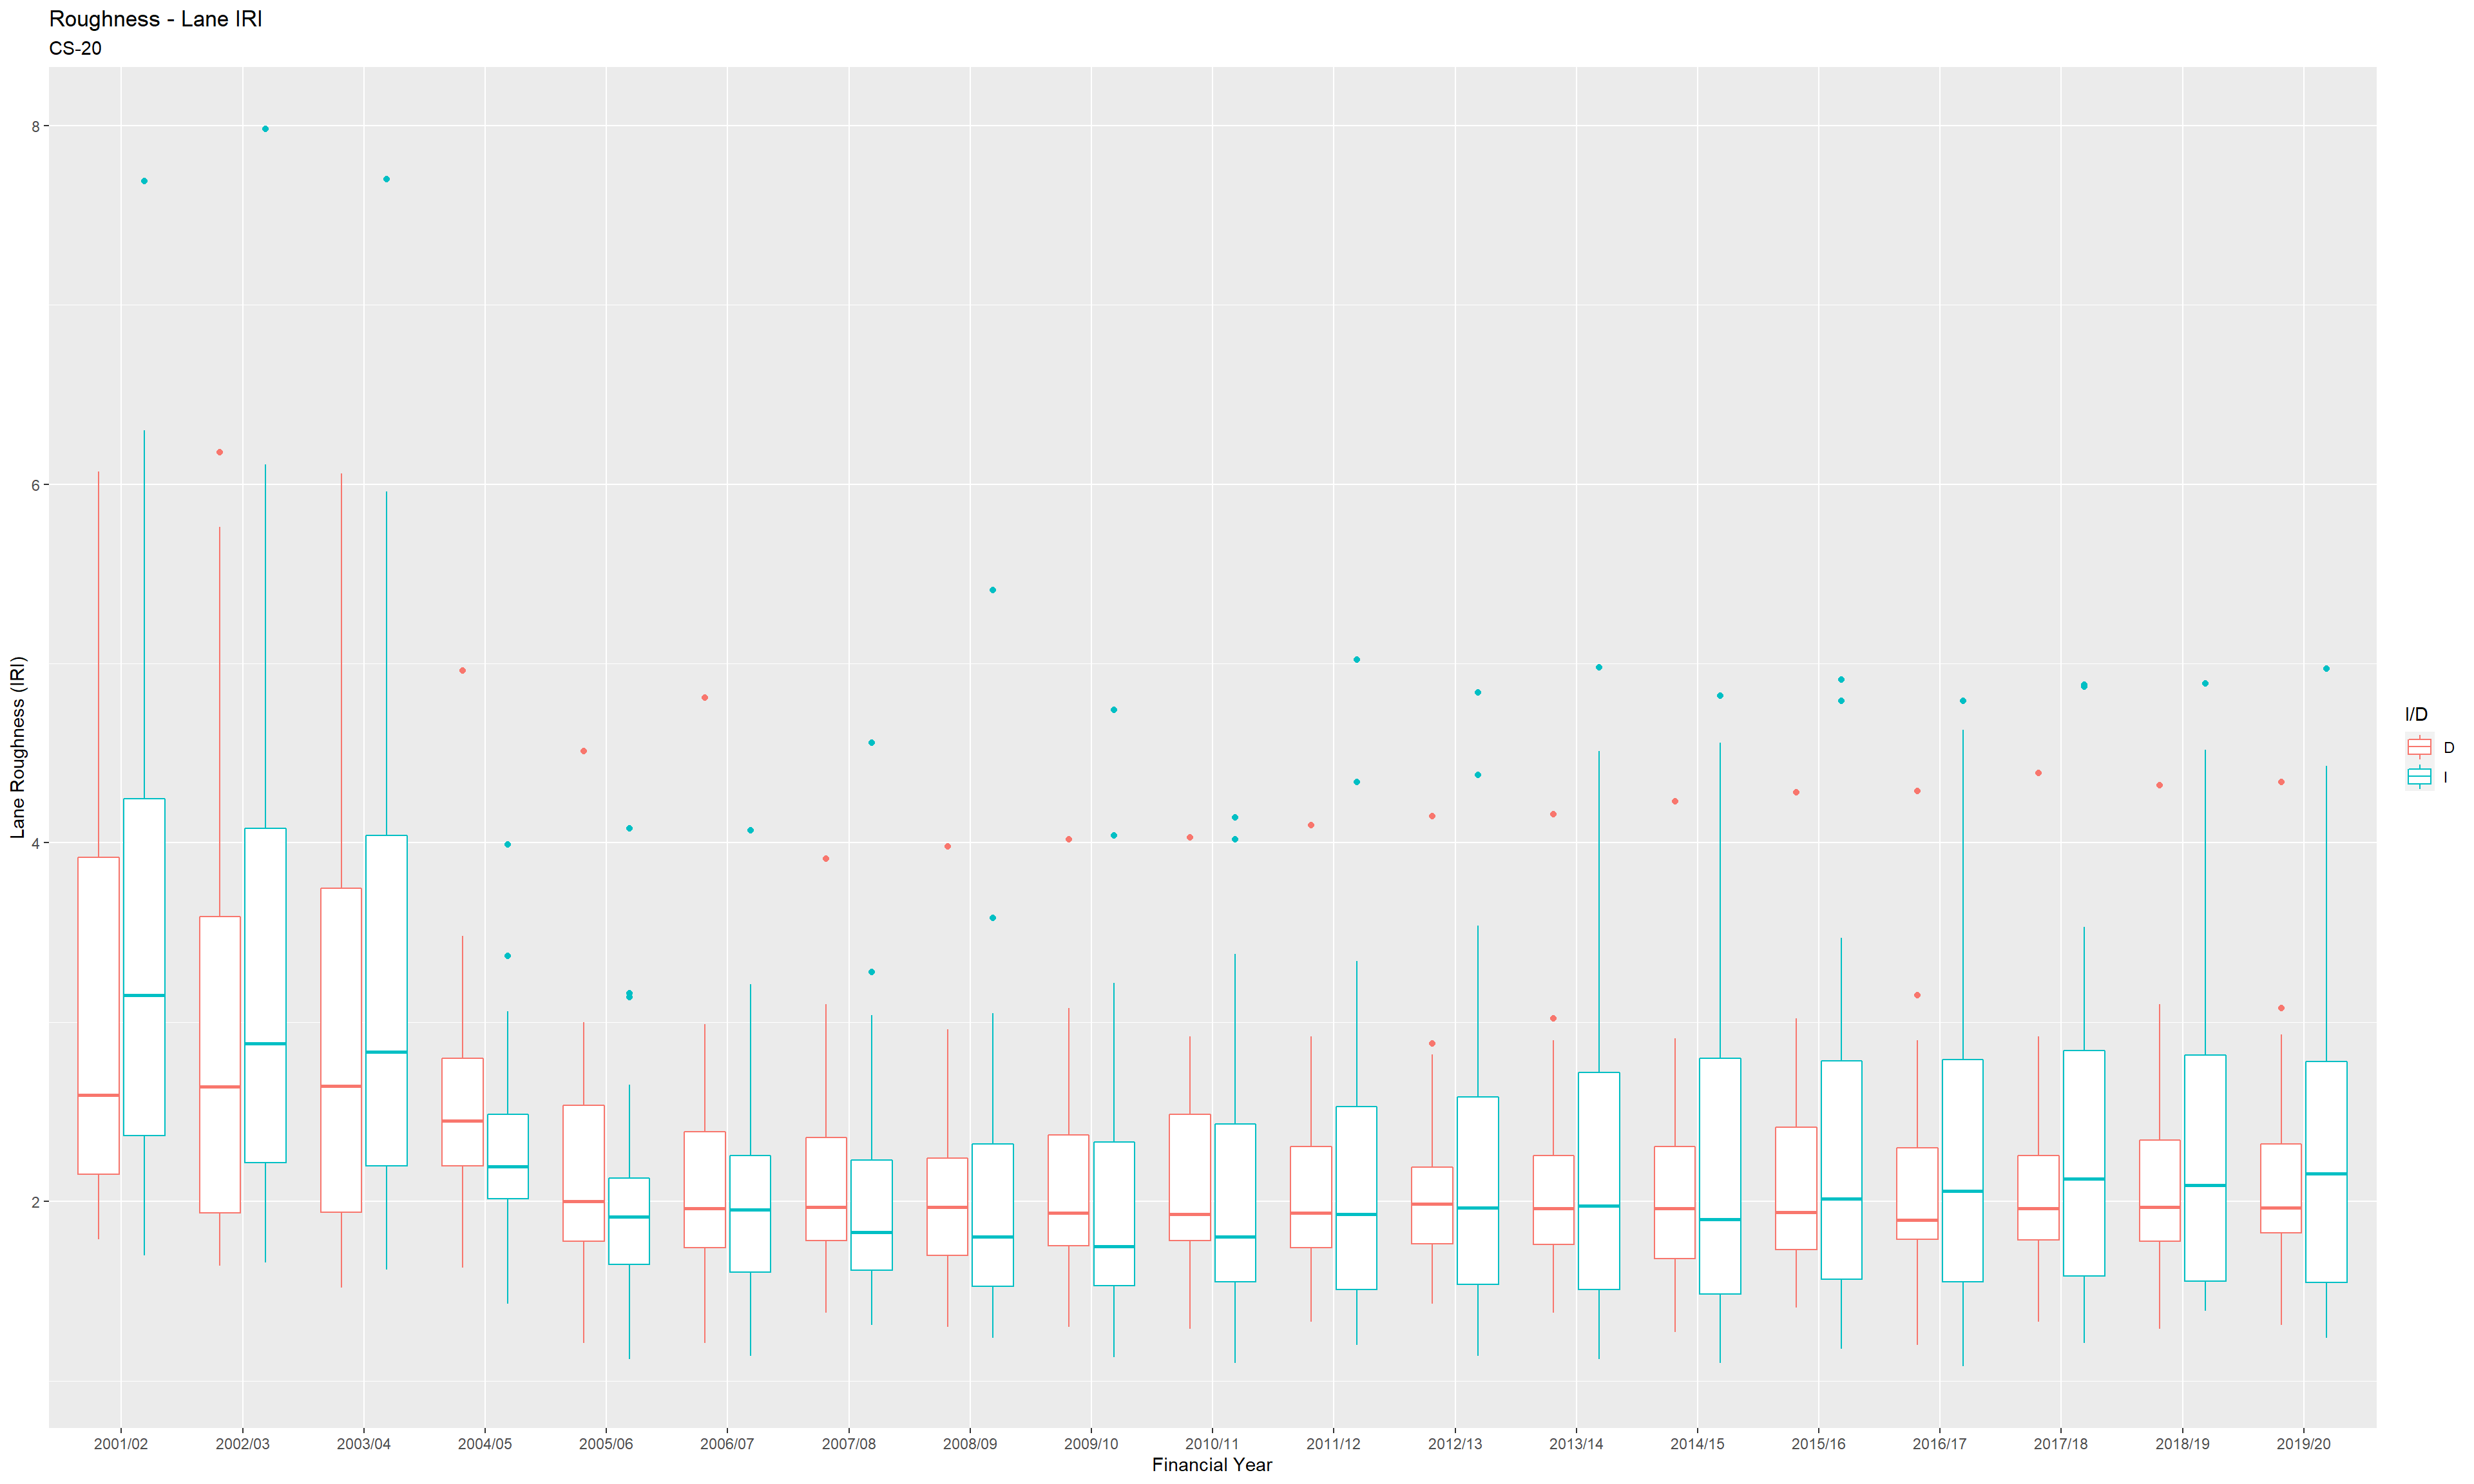 Roughness - Lane IRI
CS-20
Lane Roughness (IRI)
8
6
4
2
2001/02 2002/03 2003/04 2004/05 2005/06 2006/07 2007/08 2008/09 2009/10 2010/11 2011/12 2012/13 2013/14 2014/15 2015/16 2016/17 2017/18 2018/19 2019/20
Financial Year
I/D
D
I